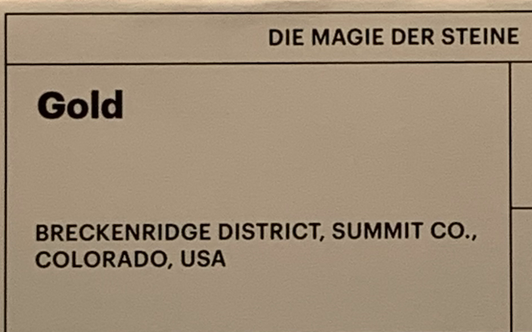 DIE MAGIE DER STEINE
Gold
BRECKENRIDGE DISTRICT, SUMMIT CO.,
COLORADO, USA